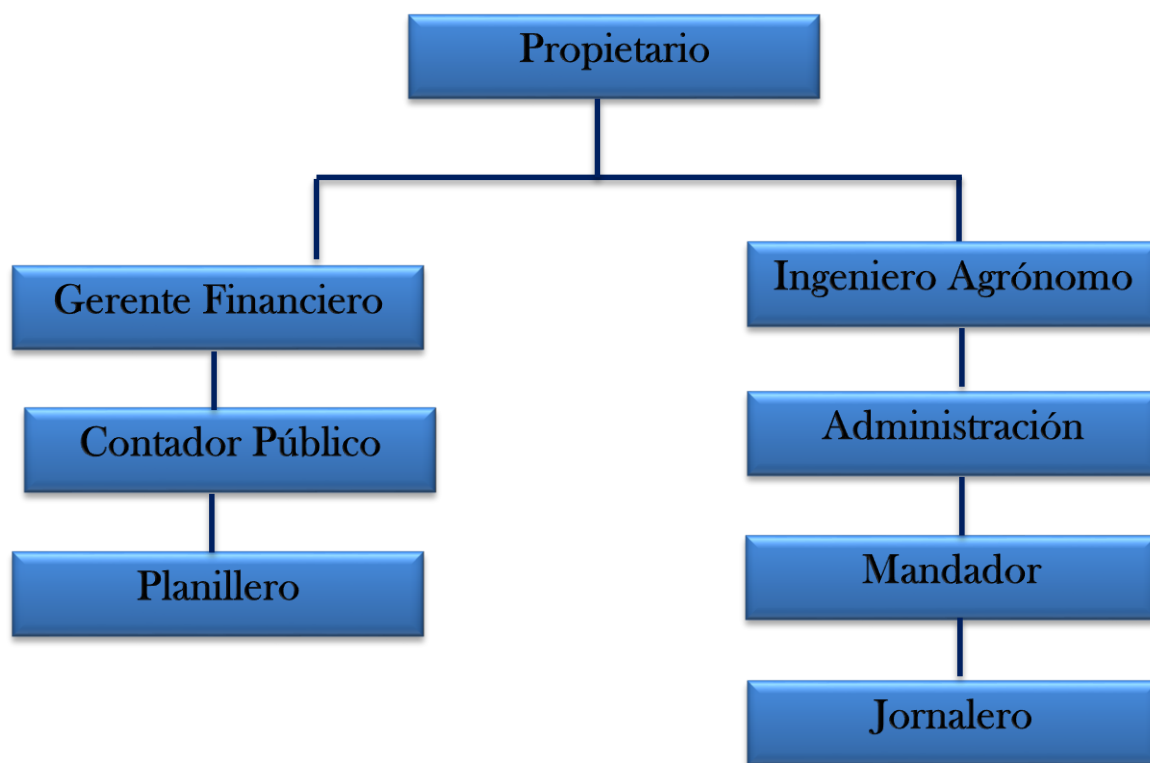 Propietario
Gerente Financiero
Contador Público
Planillero
Ingeniero Agrónomo
Administración
Mandador
Jornalero